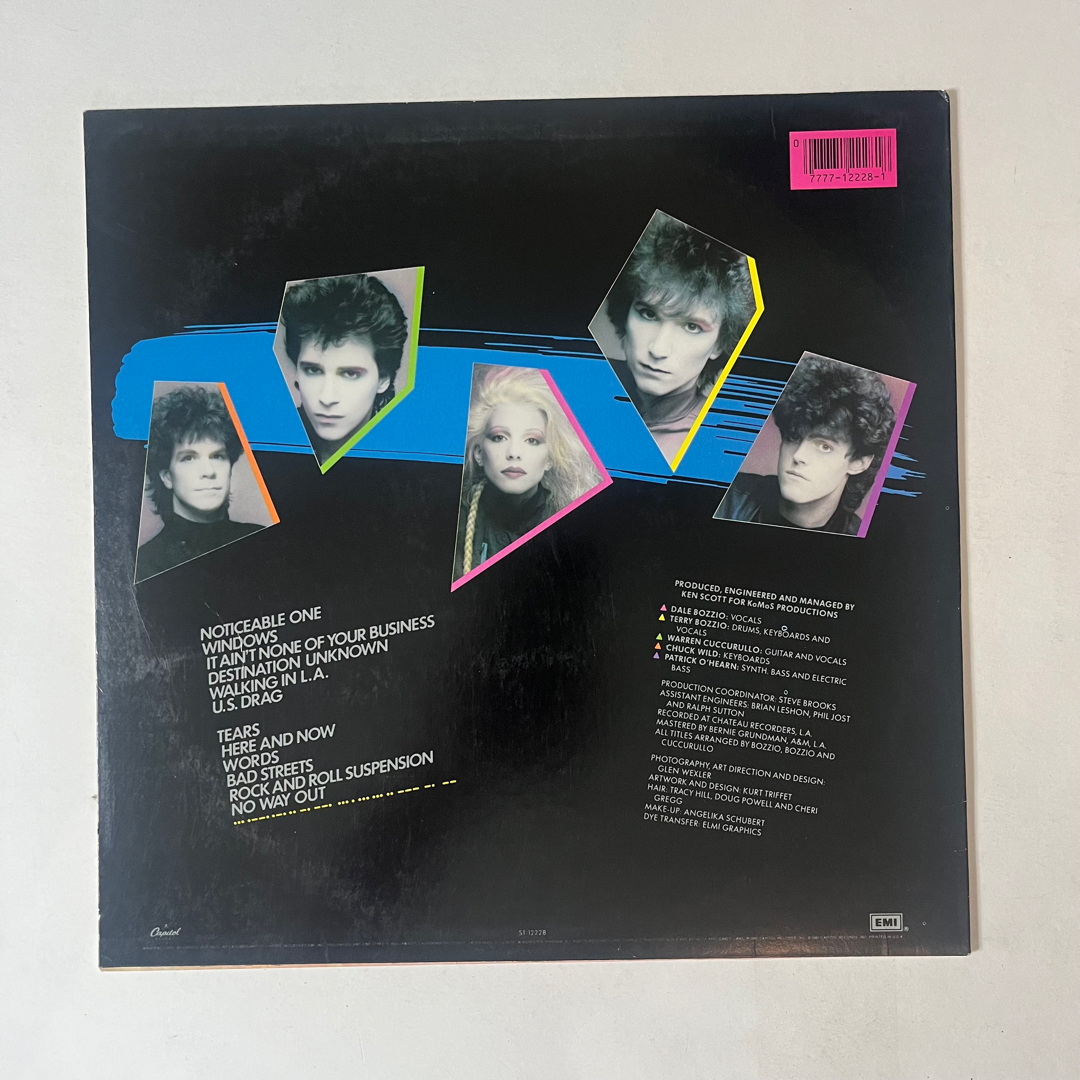 0
7777-12228-1
NOTICEABLE ONE
WINDOWS
IT AIN'T NONE OF YOUR BUSINESS
DESTINATION UNKNOWN
WALKING IN L.A.
U.S. DRAG
TEARS
HERE AND NOW
WORDS
BAD STREETS
ROCK AND ROLL SUSPENSION
NO WAY OUT
PRODUCED, ENGINEERED AND MANAGED BY
KEN SCOTT FOR KoMoS PRODUCTIONS
DALE BOZZIO: VOCALS
TERRY BOZZIO: DRUMS, KEYBOARDS AND
VOCALS
WARREN CUCCURULLO: GUITAR AND VOCALS
CHUCK WILD: KEYBOARDS
PATRICK O'HEARN: SYNTH. BASS AND ELECTRIC
BASS
PRODUCTION COORDINATOR: STEVE BROOKS
ASSISTANT ENGINEERS: BRIAN LESHON, PHIL JOST
AND RALPH SUTTON
RECORDED AT CHATEAU RECORDERS, L.A.
MASTERED BY BERNIE GRUNDMAN, A&M, L.A.
ALL TITLES ARRANGED BY BOZZIO, BOZZIO AND
CUCCURULLO
PHOTOGRAPHY, ART DIRECTION AND DESIGN:
GLEN WEXLER
ARTWORK AND DESIGN: KURT TRIFFET
HAIR: TRACY HILL, DOUG POWELL AND CHERI
GREGG
MAKE-UP: ANGELIKA SCHUBERT
DYE TRANSFER: ELMI GRAPHICS
Capitol
ST-12228
EMI
®